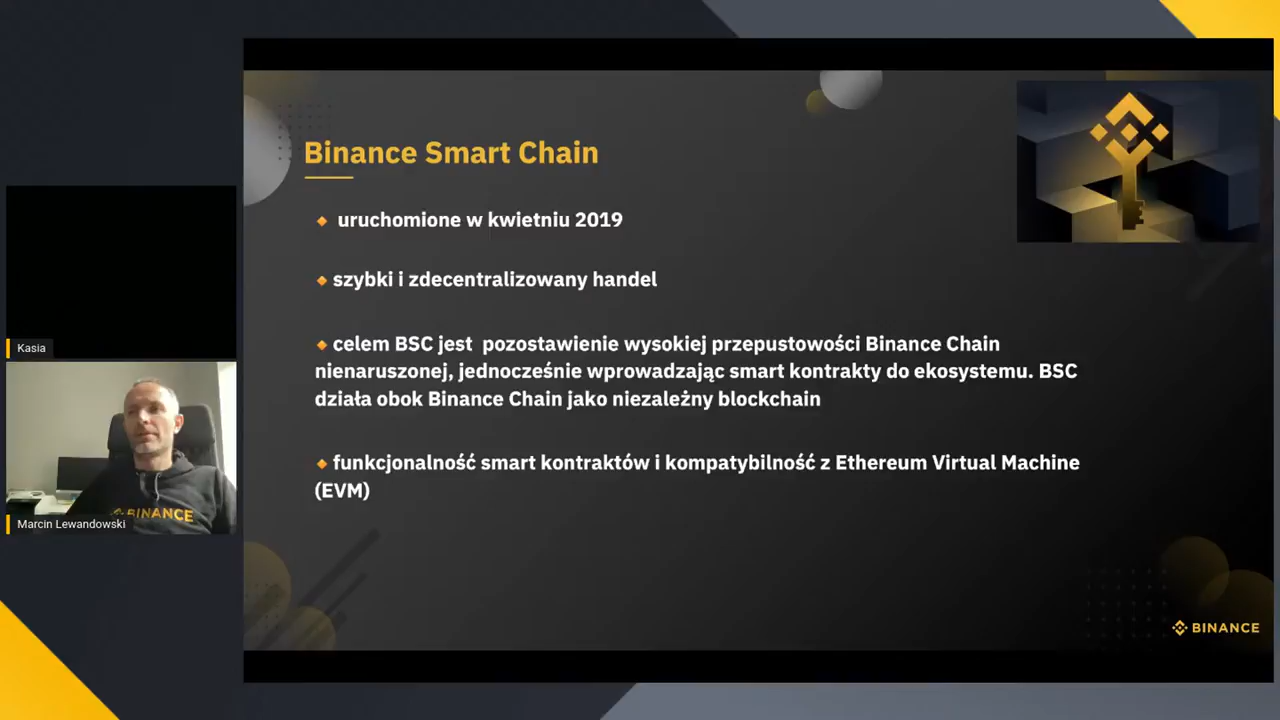 Binance Smart Chain
uruchomione w kwietniu 2019
szybki i zdecentralizowany handel
celem BSC jest pozostawienie wysokiej przepustowości Binance Chain
nienaruszonej, jednocześnie wprowadzając smart kontrakty do ekosystemu. BSC
działa obok Binance Chain jako niezależny blockchain
funkcjonalność smart kontraktów i kompatybilność z Ethereum Virtual Machine
(EVM)
Kasia
BINANCE
Marcin Lewandowski
BINANCE